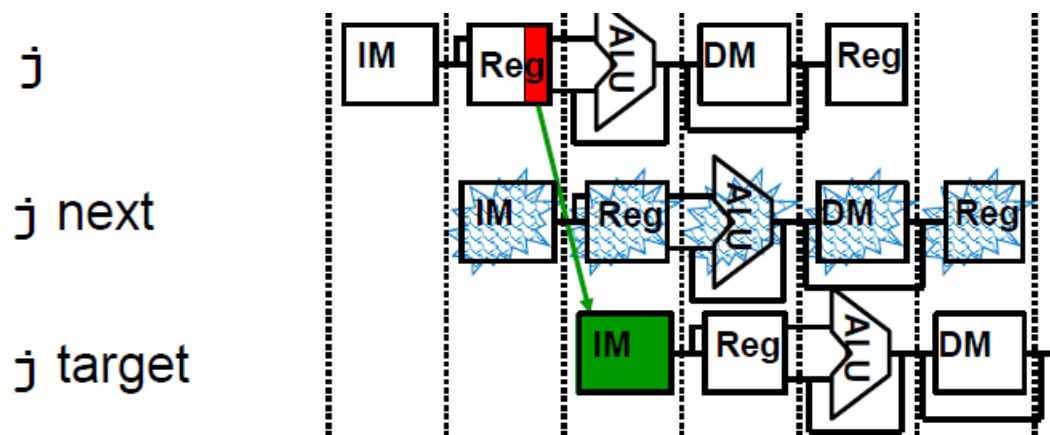 j IM Reg ALU DM Reg
j next IM Reg ALU DM Reg
j target IM Reg ALU DM